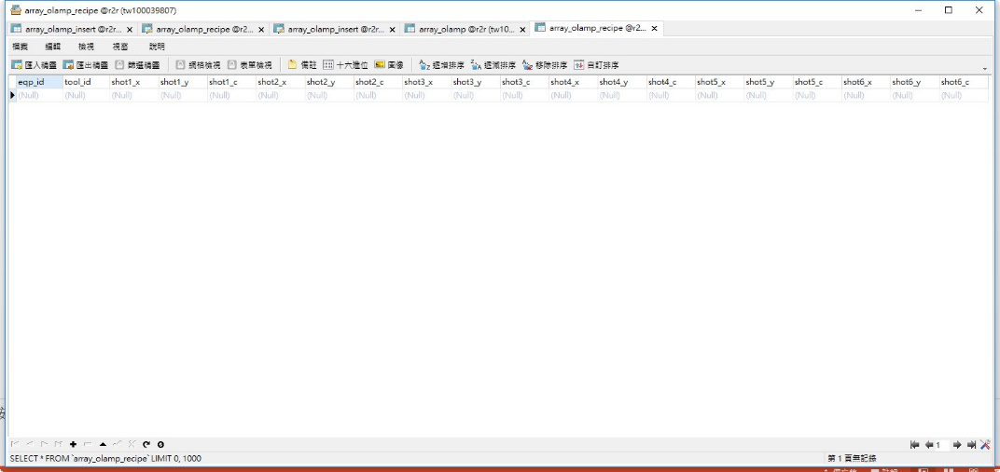 array_olamp_recipe @r2r (tw100039807)
array_olamp_insert @r2r... array_olamp_recipe @r2... array_olamp_insert @r2r... array_olamp @r2r (tw10... array_olamp_recipe @r2...
檔案 編輯 檢視 視窗 說明
匯入精靈 匯出精靈 篩選精靈 網格檢視 表單檢視 備註 十六進位 圖像 遞增排序 遞減排序 移除排序 自訂排序
eqp_id tool_id shot1_x shot1_y shot1_c shot2_x shot2_y shot2_c shot3_x shot3_y shot3_c shot4_x shot4_y shot4_c shot5_x shot5_y shot5_c shot6_x shot6_y shot6_c
(Null) (Null) (Null) (Null) (Null) (Null) (Null) (Null) (Null) (Null) (Null) (Null) (Null) (Null) (Null) (Null) (Null) (Null) (Null) (Null)
1
SELECT * FROM `array_olamp_recipe` LIMIT 0, 1000 第 1 頁無記錄